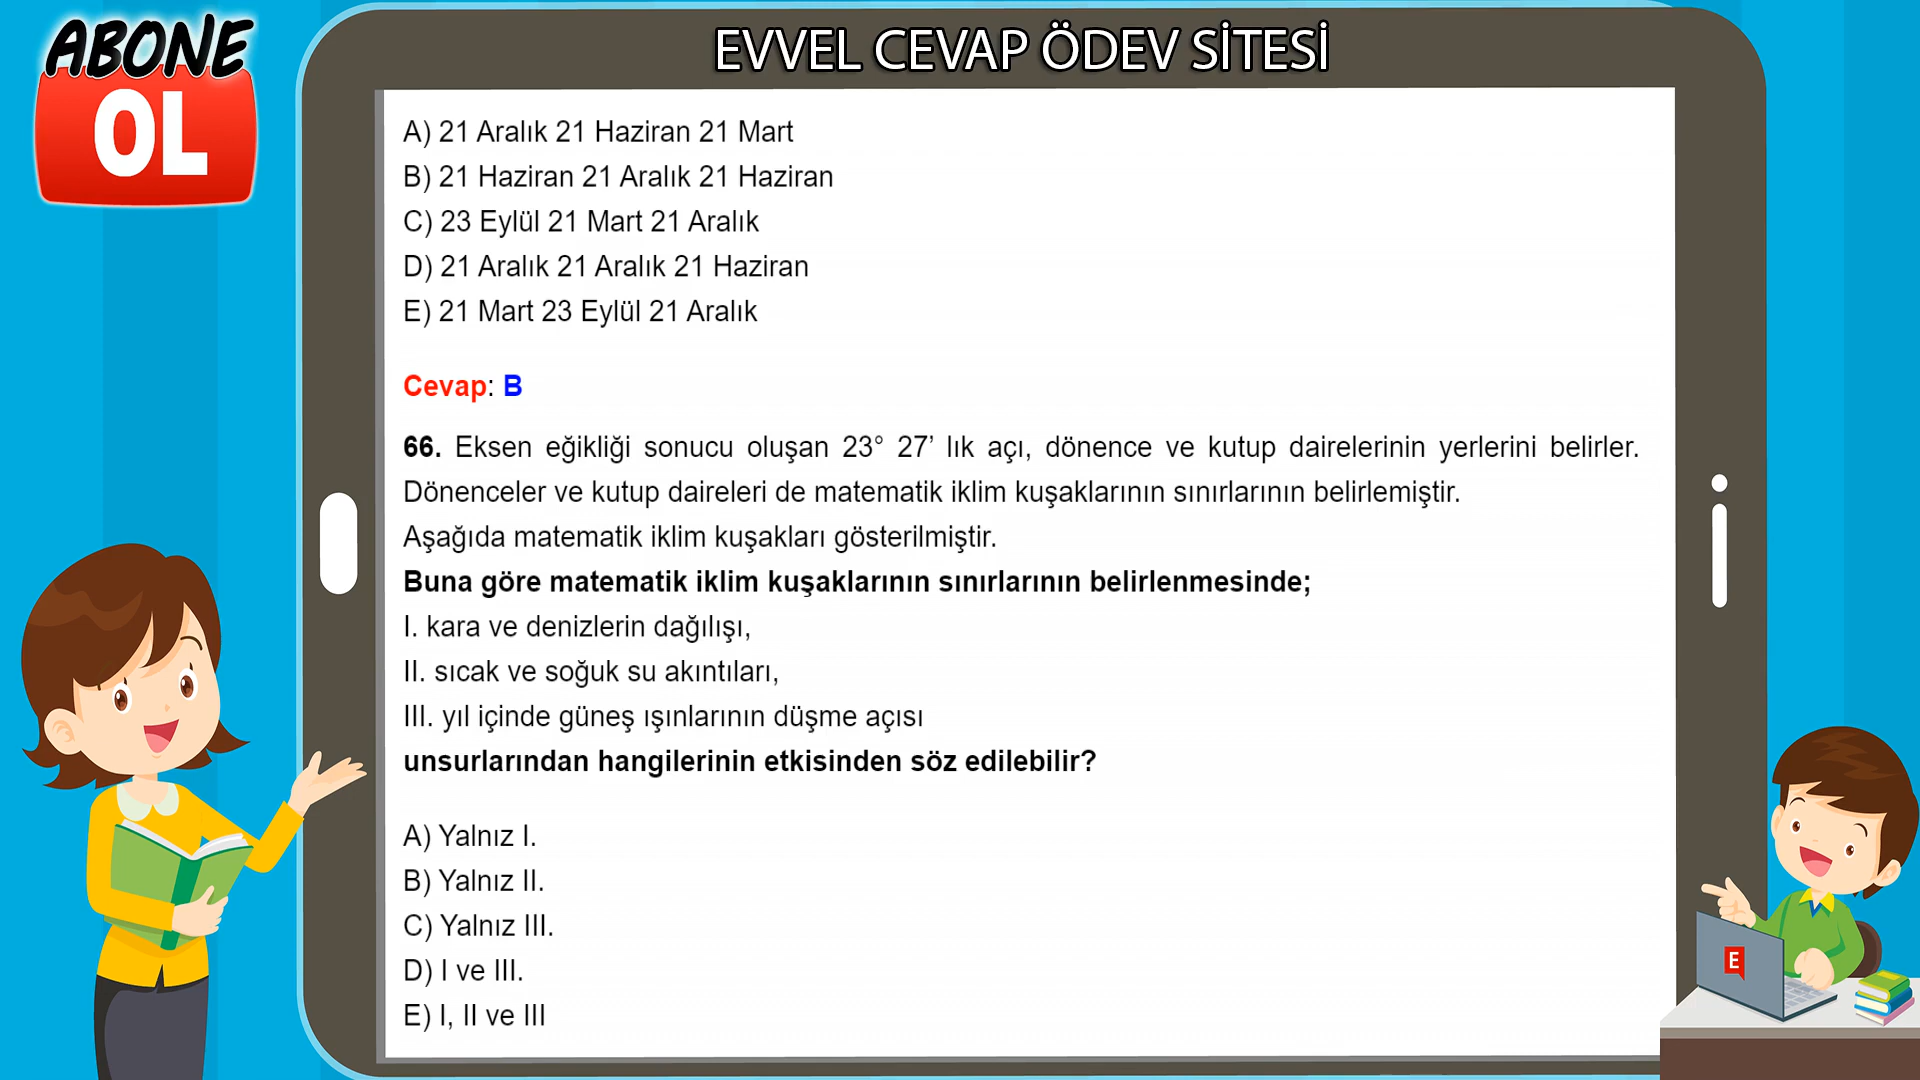 ABONE
OL
EVVEL CEVAP ÖDEV SİTESİ
A) 21 Aralık 21 Haziran 21 Mart
B) 21 Haziran 21 Aralık 21 Haziran
C) 23 Eylül 21 Mart 21 Aralık
D) 21 Aralık 21 Aralık 21 Haziran
E) 21 Mart 23 Eylül 21 Aralık
Cevap: B
66. Eksen eğikliği sonucu oluşan 23° 27’ lık açı, dönence ve kutup dairelerinin yerlerini belirler.
Dönenceler ve kutup daireleri de matematik iklim kuşaklarının sınırlarının belirlemiştir.
Aşağıda matematik iklim kuşakları gösterilmiştir.
Buna göre matematik iklim kuşaklarının sınırlarının belirlenmesinde;
I. kara ve denizlerin dağılışı,
II. sıcak ve soğuk su akıntıları,
III. yıl içinde güneş ışınlarının düşme açısı
unsurlarından hangilerinin etkisinden söz edilebilir?
A) Yalnız I.
B) Yalnız II.
C) Yalnız III.
D) I ve III.
E) I, II ve III
E